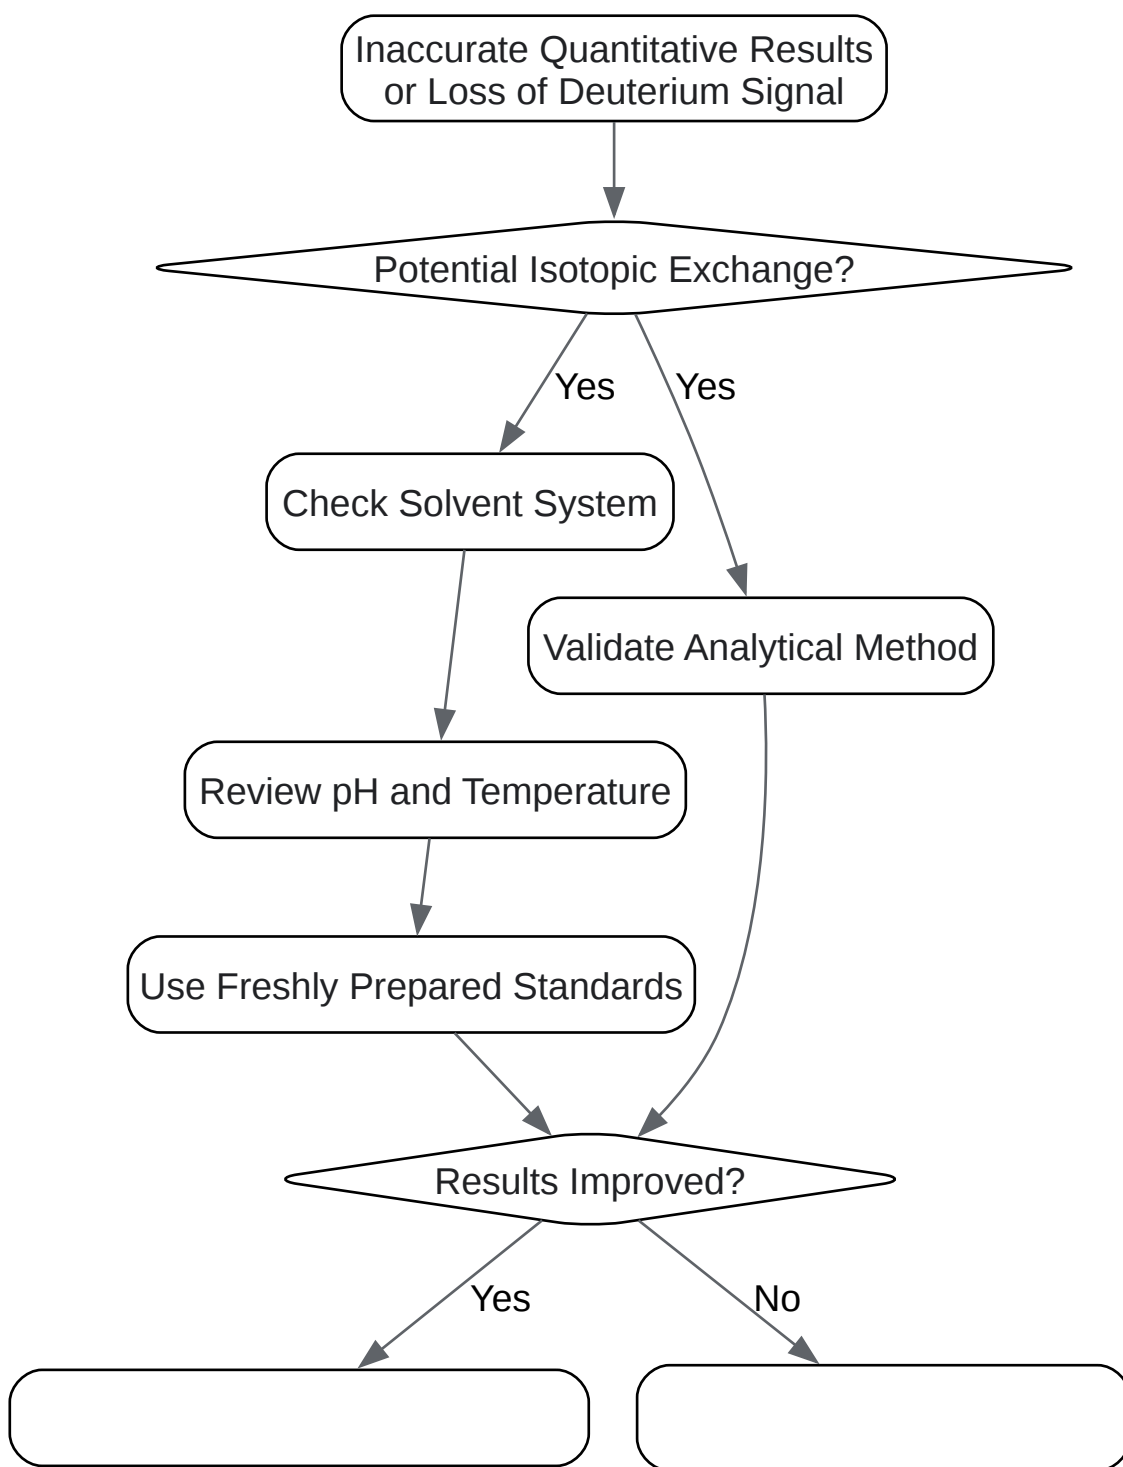 Inaccurate Quantitative Results
or Loss of Deuterium Signal
Potential Isotopic Exchange?
Yes
Yes
Check Solvent System
Validate Analytical Method
Review pH and Temperature
Use Freshly Prepared Standards
Results Improved?
Yes
No